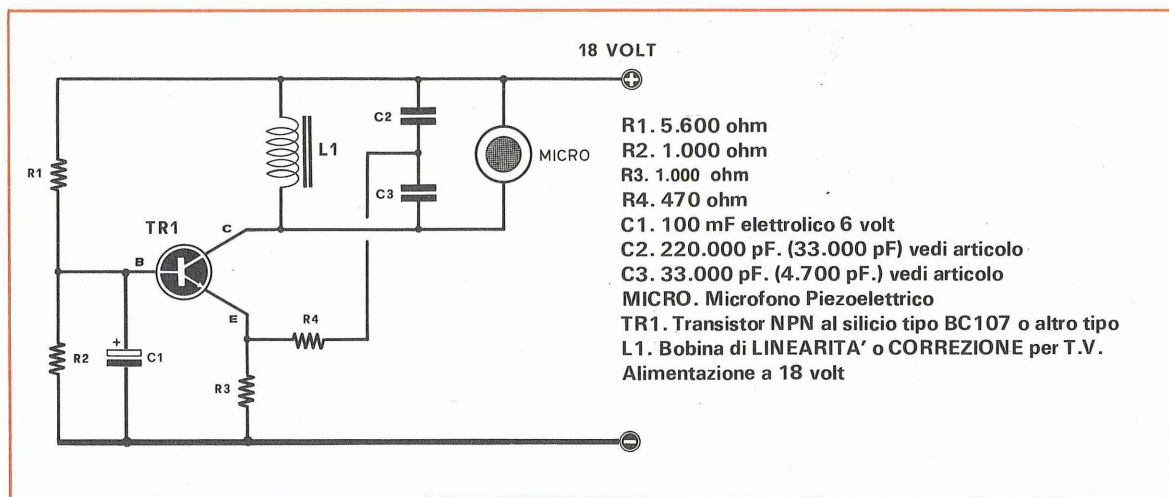 18 VOLT
+
R1
R2
+
C1
TR1
B
C
E
R3
R4
L1
C2
C3
MICRO
−
R1. 5.600 ohm
R2. 1.000 ohm
R3. 1.000 ohm
R4. 470 ohm
C1. 100 mF elettrolico 6 volt
C2. 220.000 pF. (33.000 pF) vedi articolo
C3. 33.000 pF. (4.700 pF.) vedi articolo
MICRO. Microfono Piezoelettrico
TR1. Transistor NPN al silicio tipo BC107 o altro tipo
L1. Bobina di LINEARITA' o CORREZIONE per T.V.
Alimentazione a 18 volt